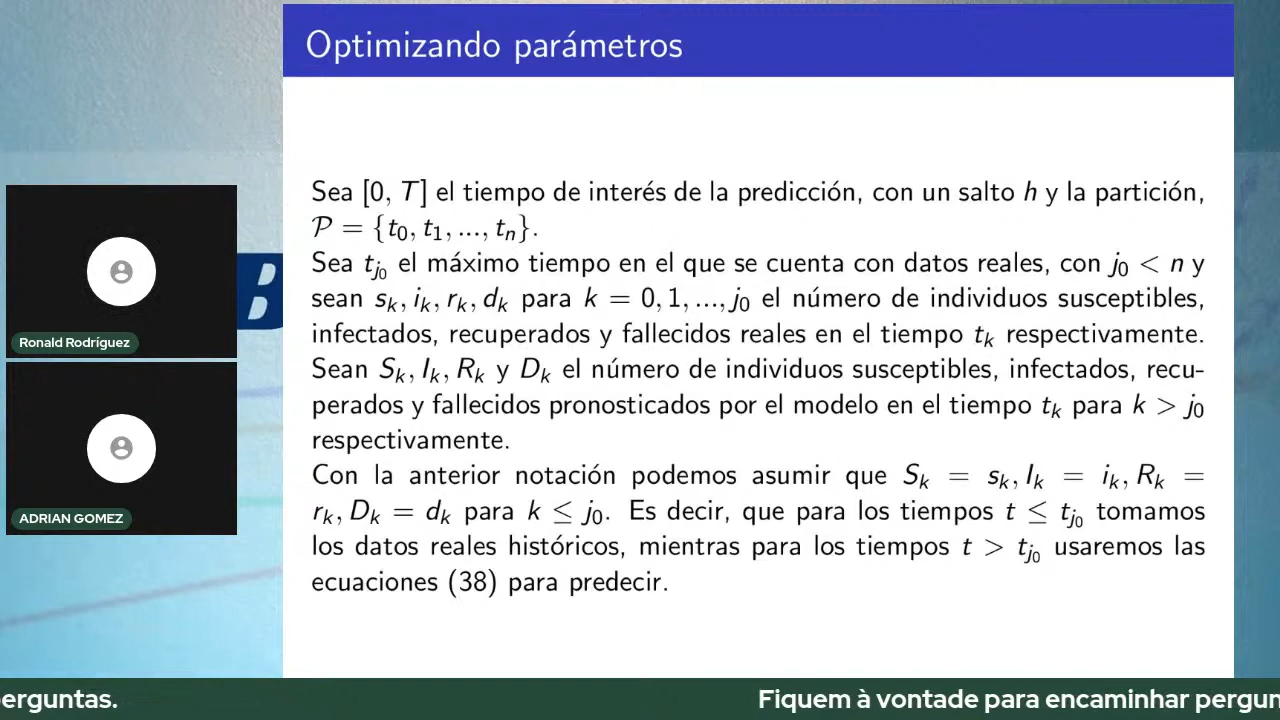 Optimizando parámetros
Sea [0, T] el tiempo de interés de la predicción, con un salto h y la partición,
𝒫 = {t₀, t₁, ..., tₙ}.
Sea t_{j₀} el máximo tiempo en el que se cuenta con datos reales, con j₀ < n y
sean sₖ, iₖ, rₖ, dₖ para k = 0, 1, ..., j₀ el número de individuos susceptibles,
infectados, recuperados y fallecidos reales en el tiempo tₖ respectivamente.
Sean Sₖ, Iₖ, Rₖ y Dₖ el número de individuos susceptibles, infectados, recu-
perados y fallecidos pronosticados por el modelo en el tiempo tₖ para k > j₀
respectivamente.
Con la anterior notación podemos asumir que Sₖ = sₖ, Iₖ = iₖ, Rₖ =
rₖ, Dₖ = dₖ para k ≤ j₀. Es decir, que para los tiempos t ≤ t_{j₀} tomamos
los datos reales históricos, mientras para los tiempos t > t_{j₀} usaremos las
ecuaciones (38) para predecir.
Ronald Rodríguez
ADRIAN GOMEZ
B
erguntas.
Fiquem à vontade para encaminhar pergun